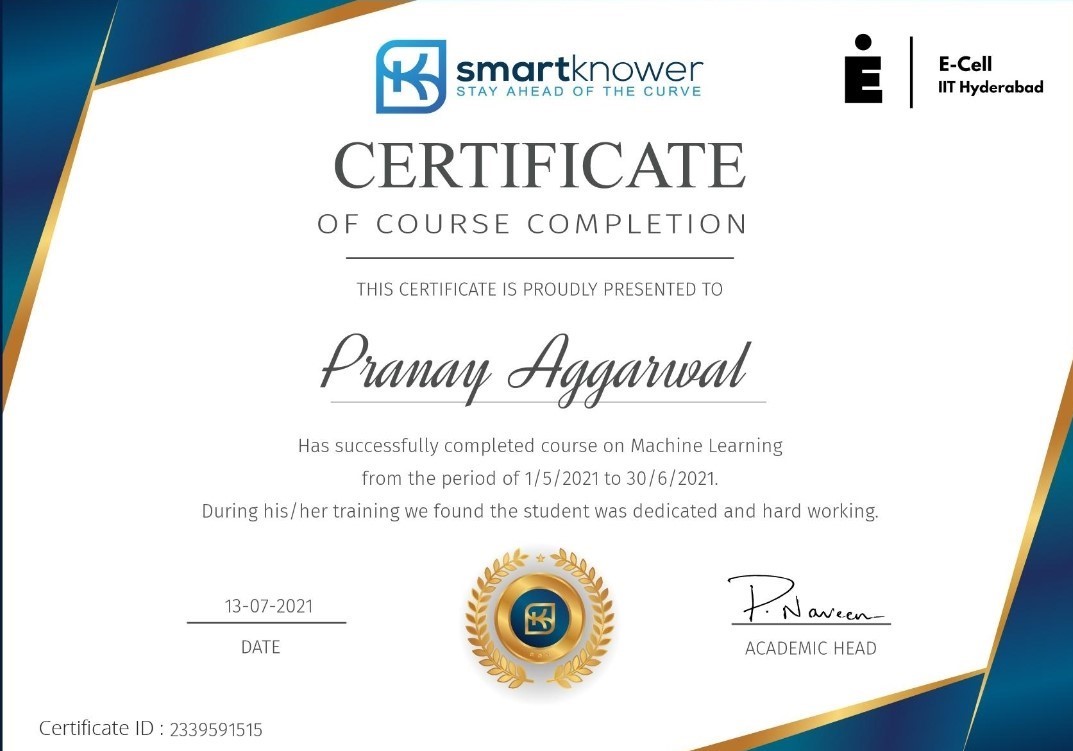 smartknower
STAY AHEAD OF THE CURVE
E-Cell
IIT Hyderabad
CERTIFICATE
OF COURSE COMPLETION
THIS CERTIFICATE IS PROUDLY PRESENTED TO
Pranay Aggarwal
Has successfully completed course on Machine Learning
from the period of 1/5/2021 to 30/6/2021.
During his/her training we found the student was dedicated and hard working.
13-07-2021
DATE
P. Naveen
ACADEMIC HEAD
Certificate ID : 2339591515